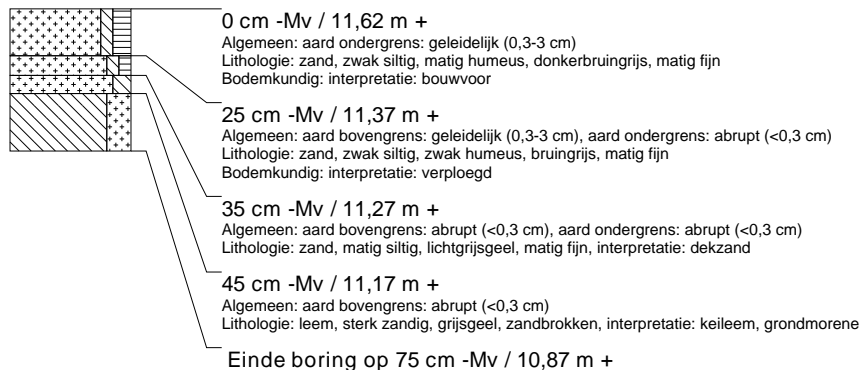 0 cm -Mv / 11,62 m +
Algemeen: aard ondergrens: geleidelijk (0,3-3 cm)
Lithologie: zand, zwak siltig, matig humeus, donkerbruingrijs, matig fijn
Bodemkundig: interpretatie: bouwvoor
25 cm -Mv / 11,37 m +
Algemeen: aard bovengrens: geleidelijk (0,3-3 cm), aard ondergrens: abrupt (<0,3 cm)
Lithologie: zand, zwak siltig, zwak humeus, bruingrijs, matig fijn
Bodemkundig: interpretatie: verploegd
35 cm -Mv / 11,27 m +
Algemeen: aard bovengrens: abrupt (<0,3 cm), aard ondergrens: abrupt (<0,3 cm)
Lithologie: zand, matig siltig, lichtgrijsgeel, matig fijn, interpretatie: dekzand
45 cm -Mv / 11,17 m +
Algemeen: aard bovengrens: abrupt (<0,3 cm)
Lithologie: leem, sterk zandig, grijsgeel, zandbrokken, interpretatie: keileem, grondmorene
Einde boring op 75 cm -Mv / 10,87 m +